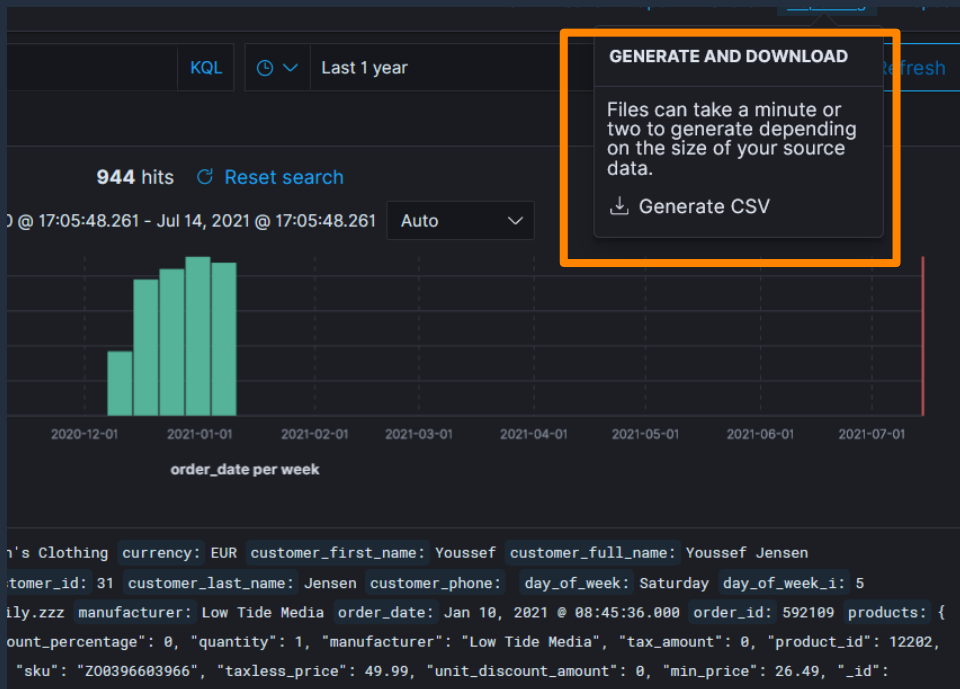 GENERATE AND DOWNLOAD
KQL
Last 1 year
Refresh
Files can take a minute or
two to generate depending
on the size of your source
data.
Generate CSV
944 hits
Reset search
0 @ 17:05:48.261 - Jul 14, 2021 @ 17:05:48.261
Auto
2020-12-01 2021-01-01 2021-02-01 2021-03-01 2021-04-01 2021-05-01 2021-06-01 2021-07-01
order_date per week
n's Clothing currency: EUR customer_first_name: Youssef customer_full_name: Youssef Jensen
stomer_id: 31 customer_last_name: Jensen customer_phone: day_of_week: Saturday day_of_week_i: 5
ily.zzz manufacturer: Low Tide Media order_date: Jan 10, 2021 @ 08:45:36.000 order_id: 592109 products: {
ount_percentage": 0, "quantity": 1, "manufacturer": "Low Tide Media", "tax_amount": 0, "product_id": 12202,
"sku": "ZO0396603966", "taxless_price": 49.99, "unit_discount_amount": 0, "min_price": 26.49, "_id":